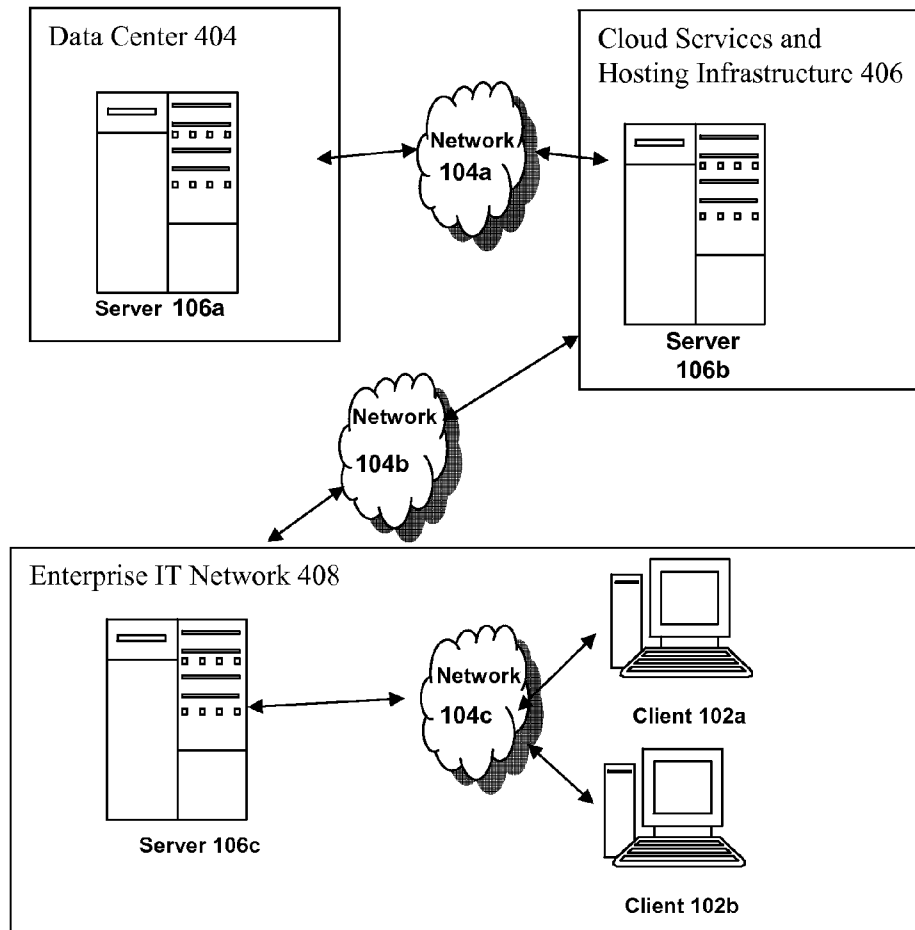 Data Center 404
Server 106a
Network
104a
Cloud Services and
Hosting Infrastructure 406
Server
106b
Network
104b
Enterprise IT Network 408
Server 106c
Network
104c
Client 102a
Client 102b